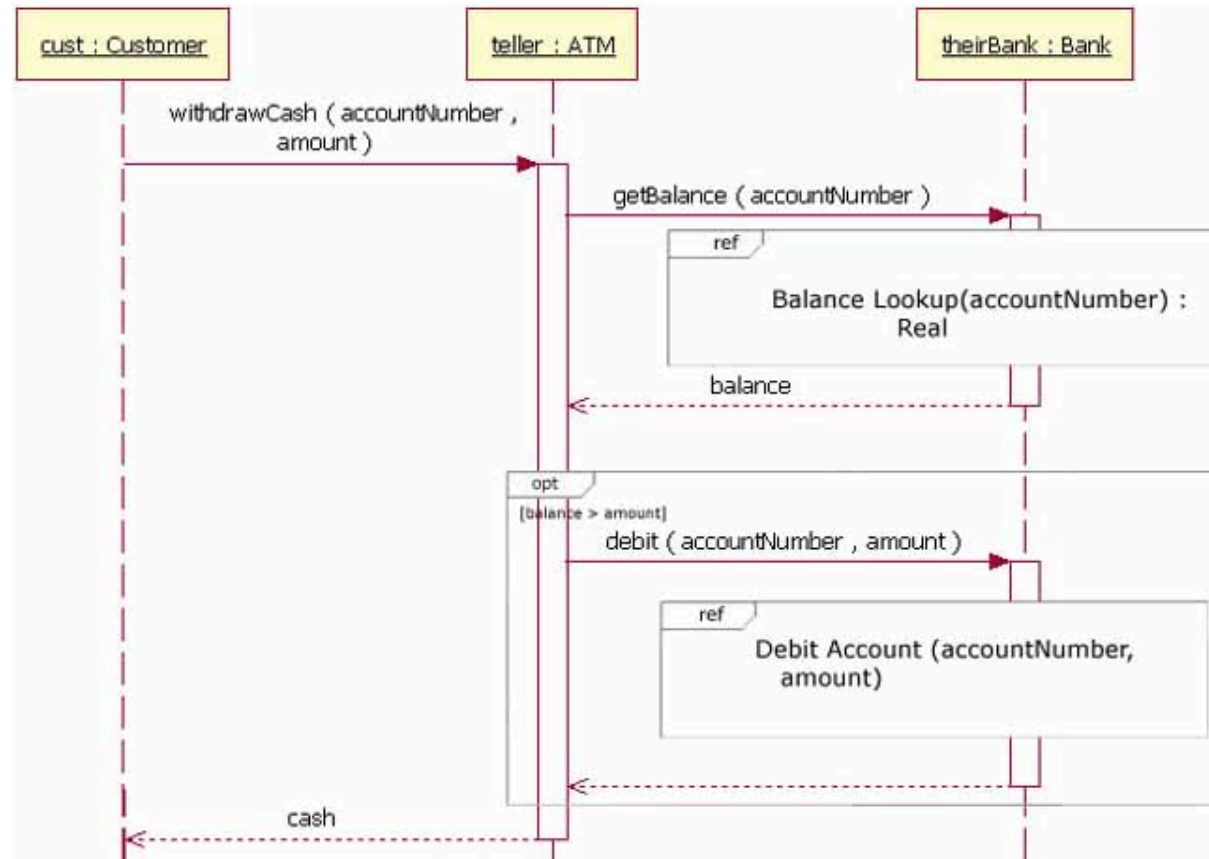 cust : Customer
teller : ATM
theirBank : Bank
withdrawCash ( accountNumber ,
amount )
getBalance ( accountNumber )
ref
Balance Lookup(accountNumber) :
Real
balance
opt
[balance > amount]
debit ( accountNumber , amount )
ref
Debit Account (accountNumber,
amount)
cash